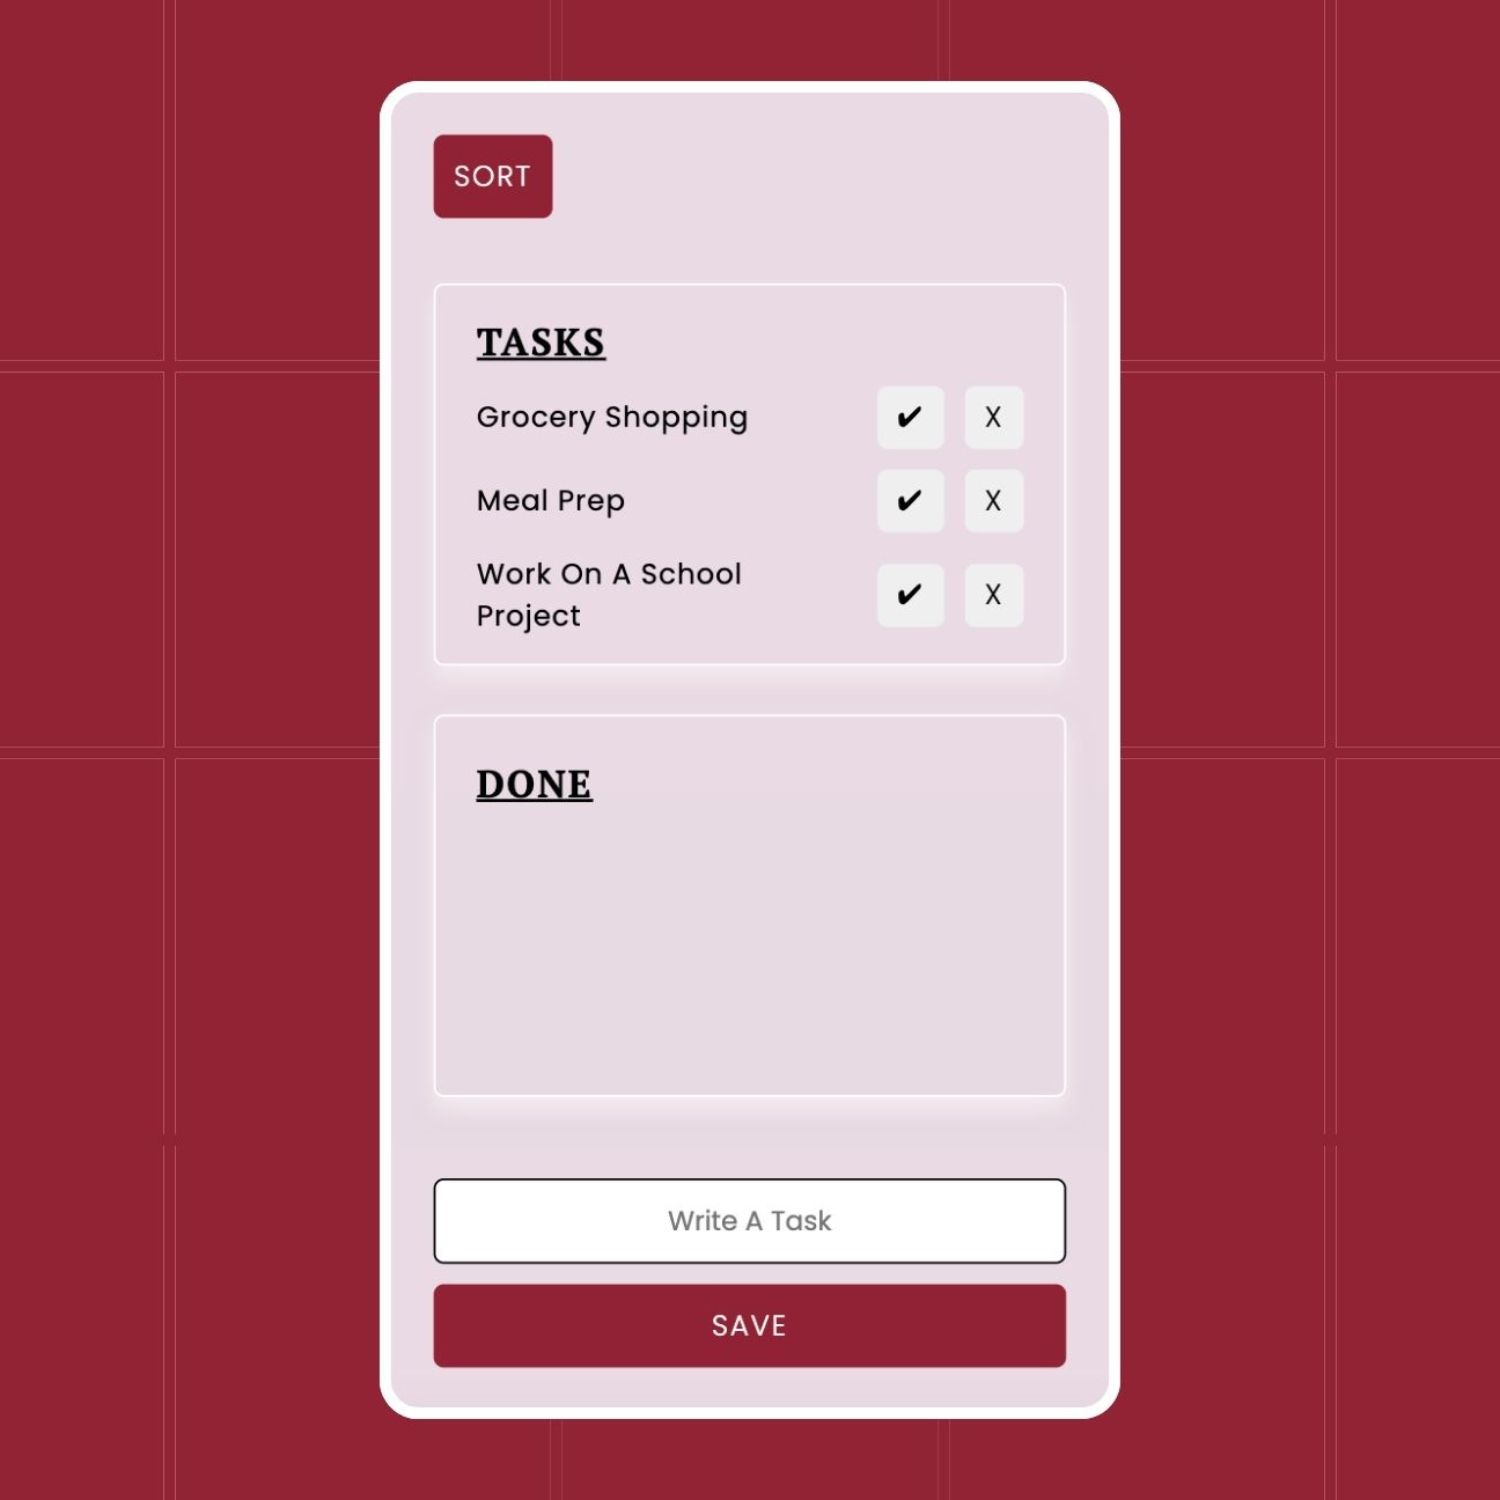 SORT
TASKS
Grocery Shopping ✔ X
Meal Prep ✔ X
Work On A School
Project ✔ X
DONE
Write A Task
SAVE